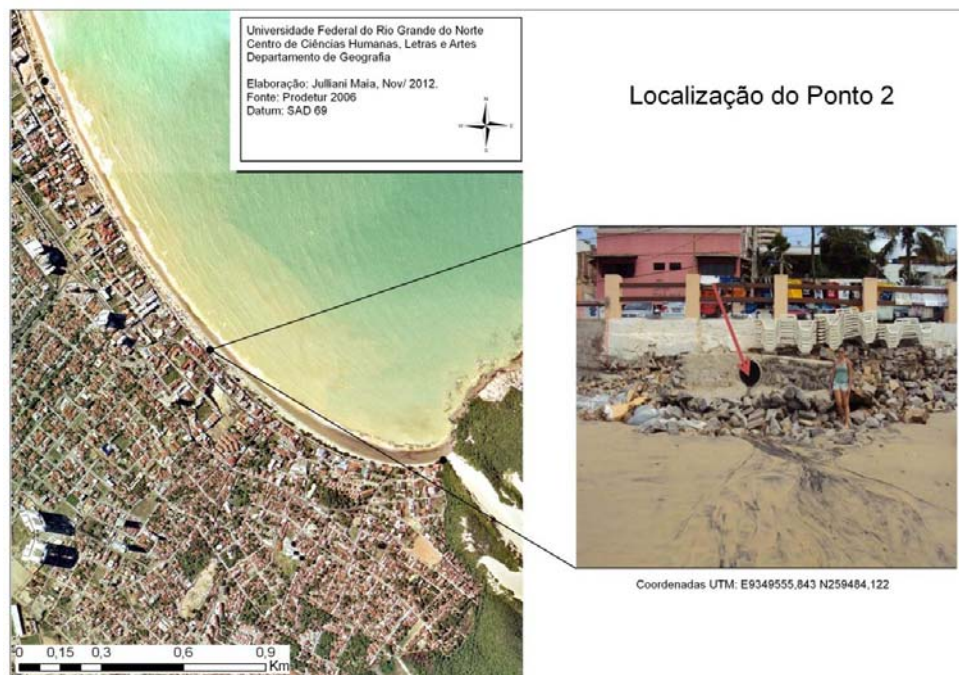 Universidade Federal do Rio Grande do Norte
Centro de Ciências Humanas, Letras e Artes
Departamento de Geografia
Elaboração: Julliani Maia, Nov/ 2012.
Fonte: Prodetur 2006
Datum: SAD 69
N
W E
S
Localização do Ponto 2
Coordenadas UTM: E9349555,843 N259484,122
0 0,15 0,3 0,6 0,9
Km